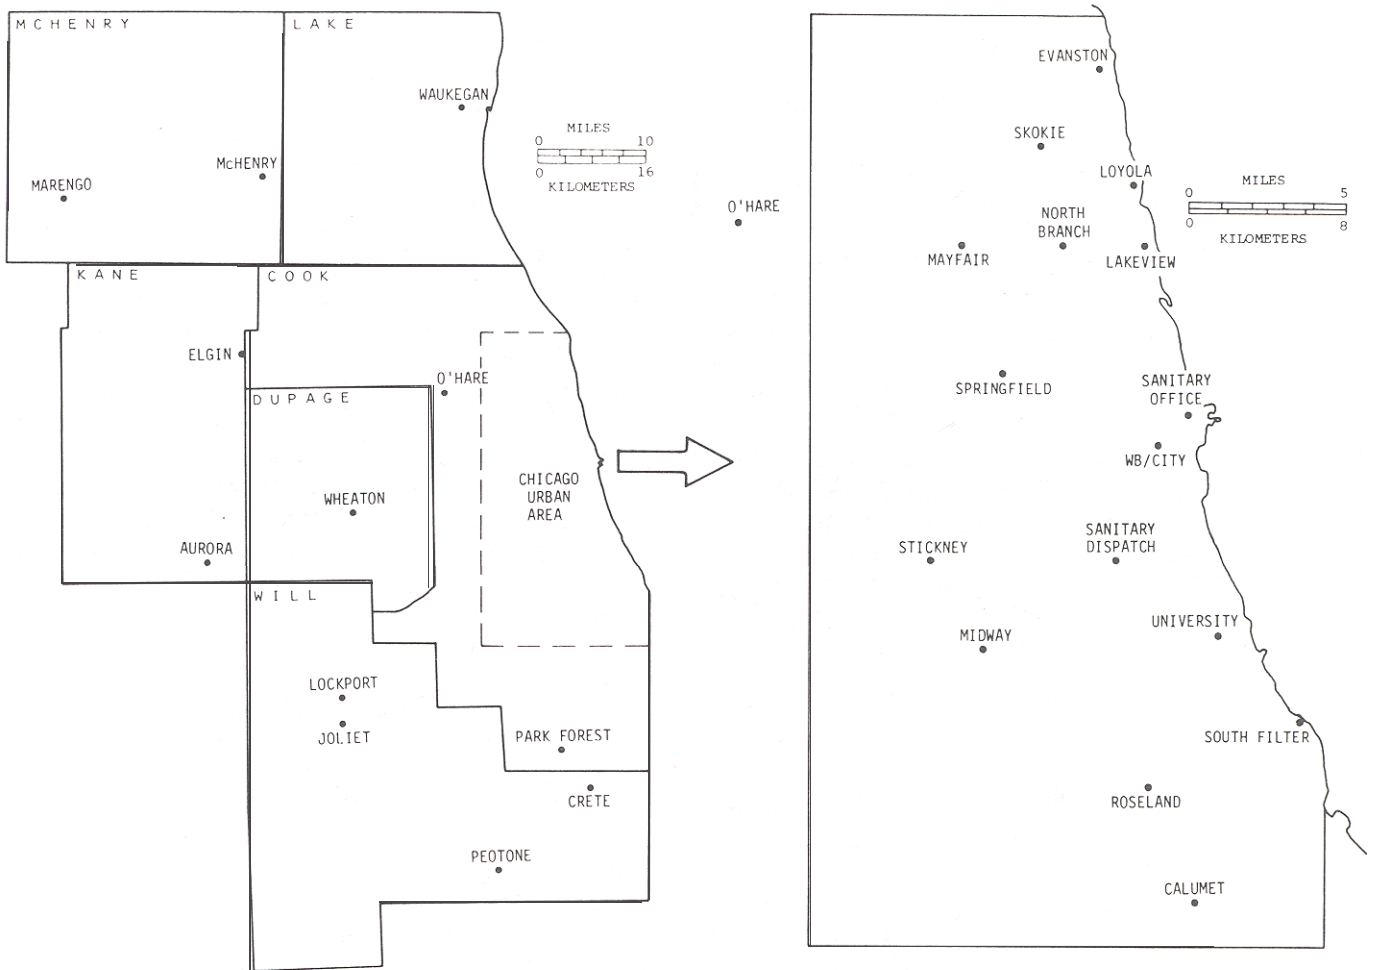 MCHENRY
LAKE
WAUKEGAN
MCHENRY
MARENGO
MILES
0 10
0 16
KILOMETERS
KANE
COOK
ELGIN
O'HARE
DUPAGE
WHEATON
CHICAGO
URBAN
AREA
AURORA
WILL
LOCKPORT
JOLIET
PARK FOREST
CRETE
PEOTONE
O'HARE
EVANSTON
SKOKIE
LOYOLA
MILES
0 5
0 8
KILOMETERS
NORTH
BRANCH
MAYFAIR
LAKEVIEW
SPRINGFIELD
SANITARY
OFFICE
WB/CITY
STICKNEY
SANITARY
DISPATCH
UNIVERSITY
MIDWAY
SOUTH FILTER
ROSELAND
CALUMET